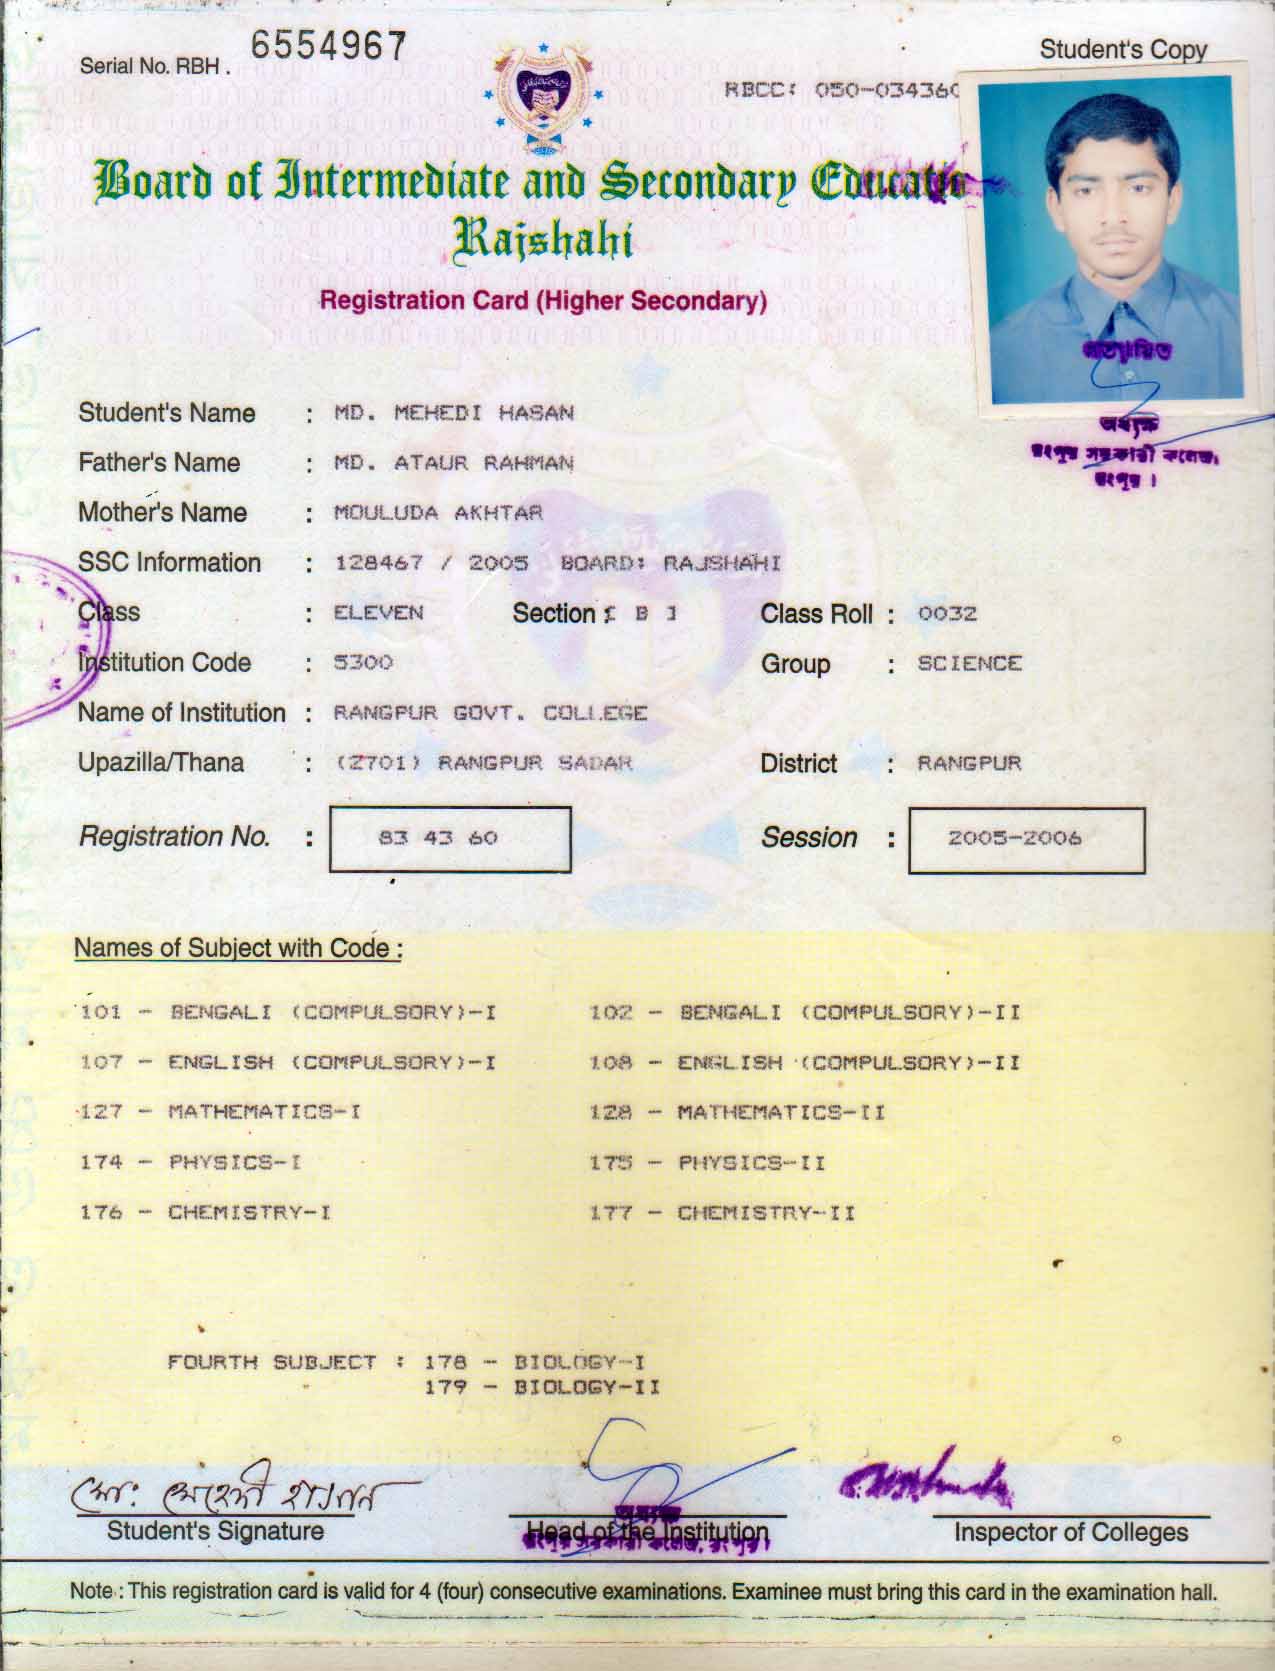 Serial No. RBH. 6554967
Student's Copy
RBCC: 050-034360
Board of Intermediate and Secondary Educatio
Rajshahi
Registration Card (Higher Secondary)
প্রত্যায়িত
অধ্যক্ষ
রংপুর সরকারী কলেজ,
রংপুর।
Student's Name : MD. MEHEDI HASAN
Father's Name : MD. ATAUR RAHMAN
Mother's Name : MOULUDA AKHTAR
SSC Information : 128467 / 2005 BOARD: RAJSHAHI
Class : ELEVEN Section : [ B ] Class Roll : 0032
Institution Code : 5300 Group : SCIENCE
Name of Institution : RANGPUR GOVT. COLLEGE
Upazilla/Thana : (2701) RANGPUR SADAR District : RANGPUR
Registration No. : 83 43 60 Session : 2005-2006
Names of Subject with Code :
101 - BENGALI (COMPULSORY)-I 102 - BENGALI (COMPULSORY)-II
107 - ENGLISH (COMPULSORY)-I 108 - ENGLISH (COMPULSORY)-II
127 - MATHEMATICS-I 128 - MATHEMATICS-II
174 - PHYSICS-I 175 - PHYSICS-II
176 - CHEMISTRY-I 177 - CHEMISTRY-II
FOURTH SUBJECT : 178 - BIOLOGY-I
179 - BIOLOGY-II
মো: মেহেদী হাসান
Student's Signature
অধ্যক্ষ
Head of the Institution
রংপুর সরকারী কলেজ, রংপুর।
Inspector of Colleges
Note : This registration card is valid for 4 (four) consecutive examinations. Examinee must bring this card in the examination hall.